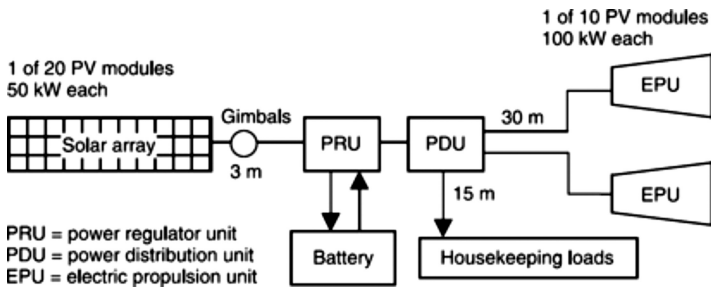 1 of 10 PV modules
100 kW each
1 of 20 PV modules
50 kW each
Gimbals
Solar array
3 m
PRU
PDU
30 m
EPU
EPU
15 m
Battery
Housekeeping loads
PRU = power regulator unit
PDU = power distribution unit
EPU = electric propulsion unit